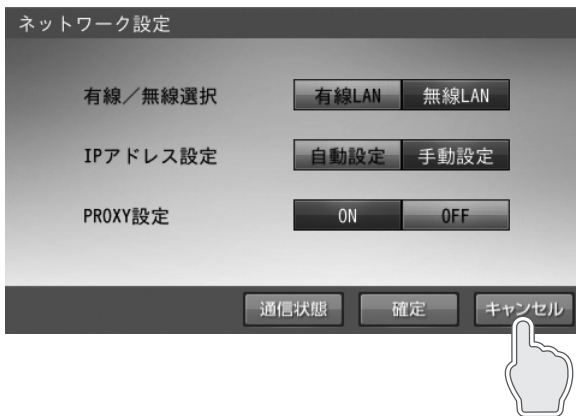 ネットワーク設定
有線／無線選択 有線LAN 無線LAN
IPアドレス設定 自動設定 手動設定
PROXY設定 ON OFF
通信状態 確定 キャンセル